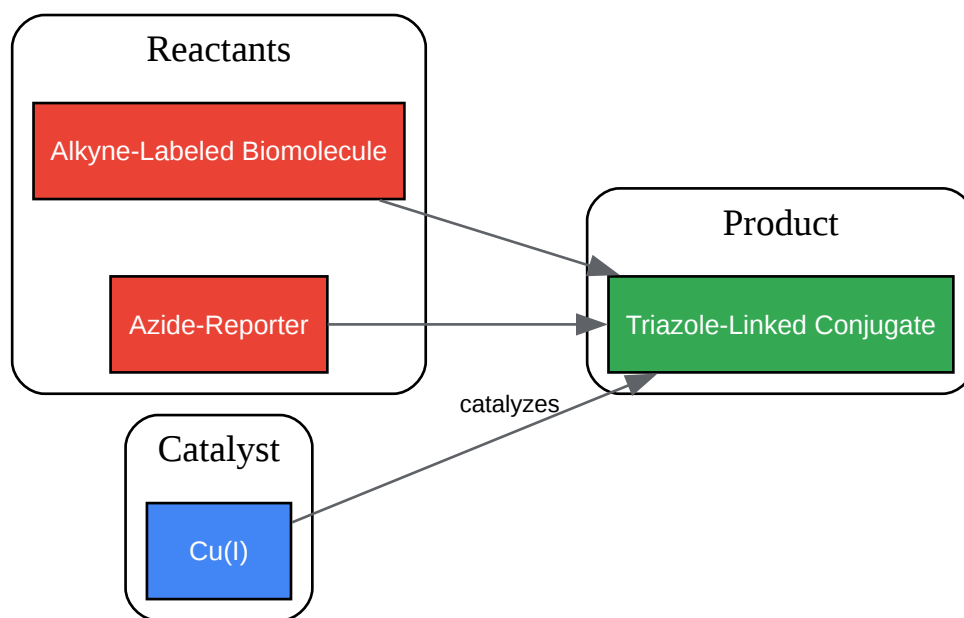 Reactants
Alkyne-Labeled Biomolecule
Azide-Reporter
Product
Triazole-Linked Conjugate
catalyzes
Catalyst
Cu(I)